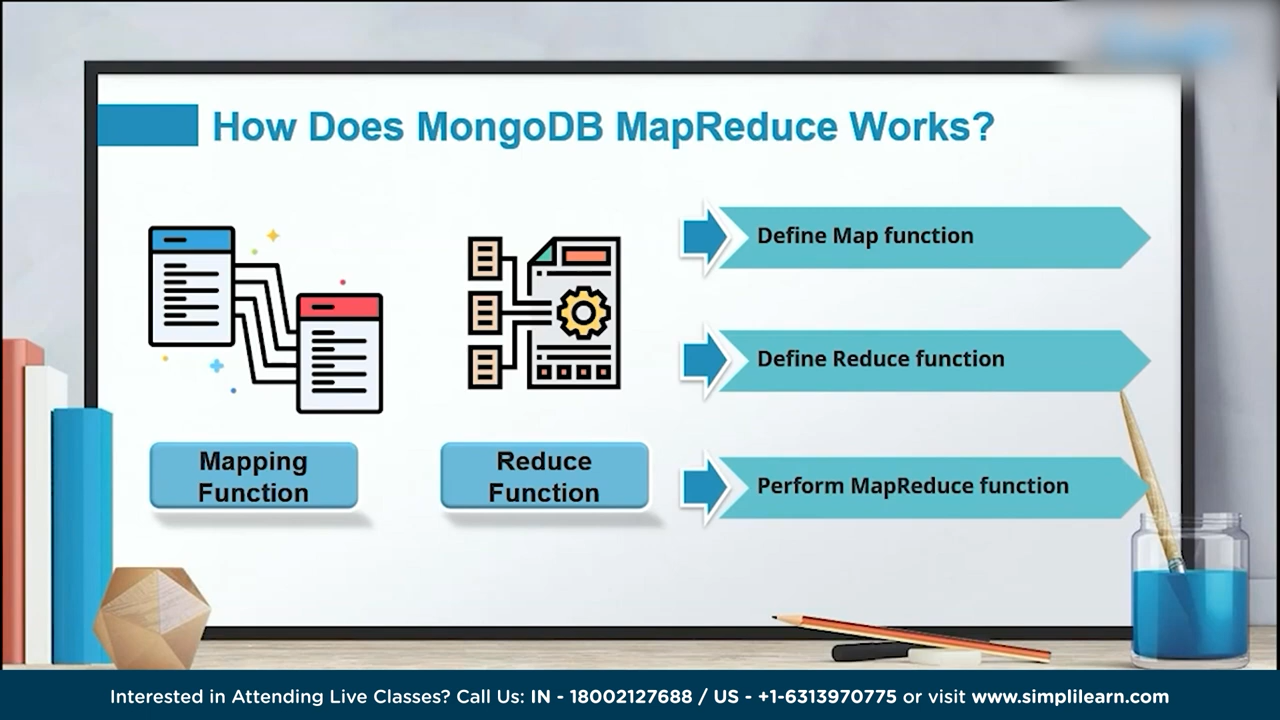 How Does MongoDB MapReduce Works?
Mapping
Function
Reduce
Function
Define Map function
Define Reduce function
Perform MapReduce function
Interested in Attending Live Classes? Call Us: IN - 18002127688 / US - +1-6313970775 or visit www.simplilearn.com